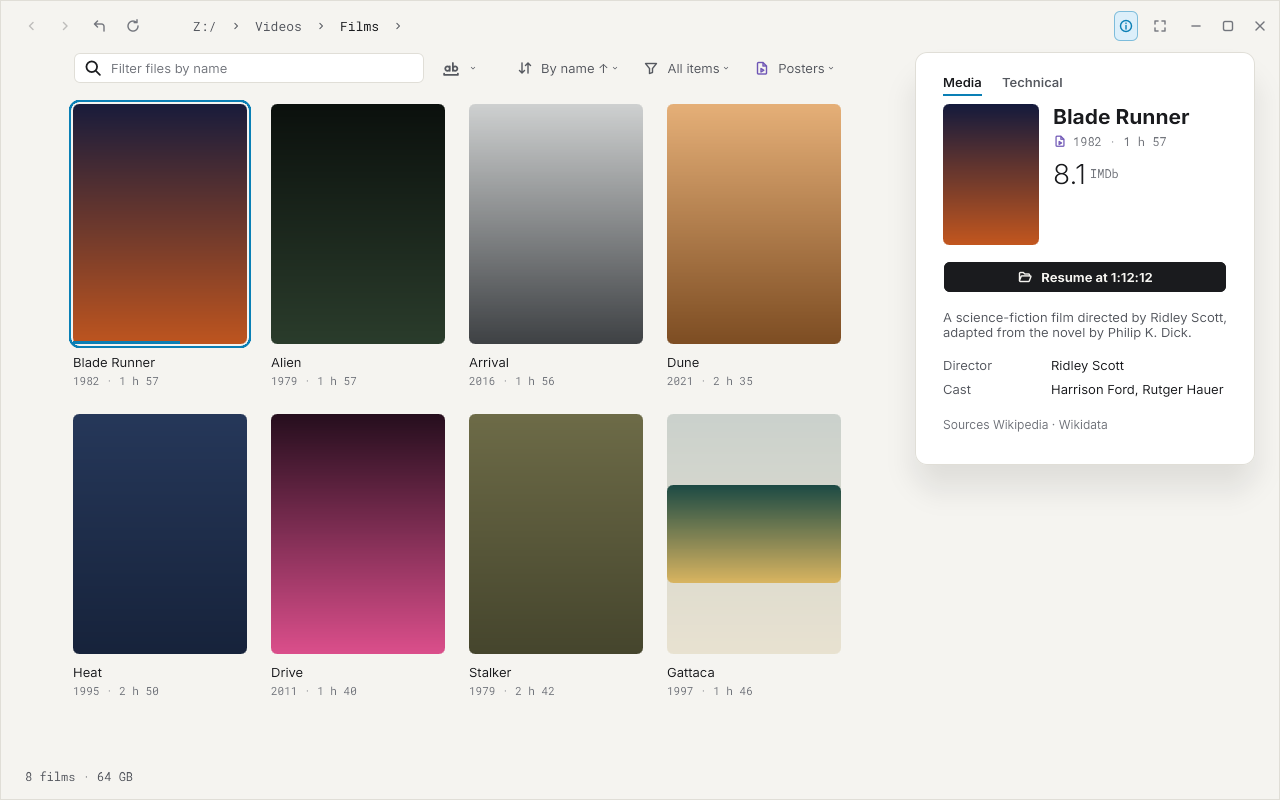 Z:/ Videos Films
Filter files by name
ab
By name ↑
All items
Posters
Blade Runner
1982 · 1 h 57
Alien
1979 · 1 h 57
Arrival
2016 · 1 h 56
Dune
2021 · 2 h 35
Heat
1995 · 2 h 50
Drive
2011 · 1 h 40
Stalker
1979 · 2 h 42
Gattaca
1997 · 1 h 46
Media Technical
Blade Runner
1982 · 1 h 57
8.1 IMDb
Resume at 1:12:12
A science-fiction film directed by Ridley Scott,
adapted from the novel by Philip K. Dick.
Director Ridley Scott
Cast Harrison Ford, Rutger Hauer
Sources Wikipedia · Wikidata
8 films · 64 GB